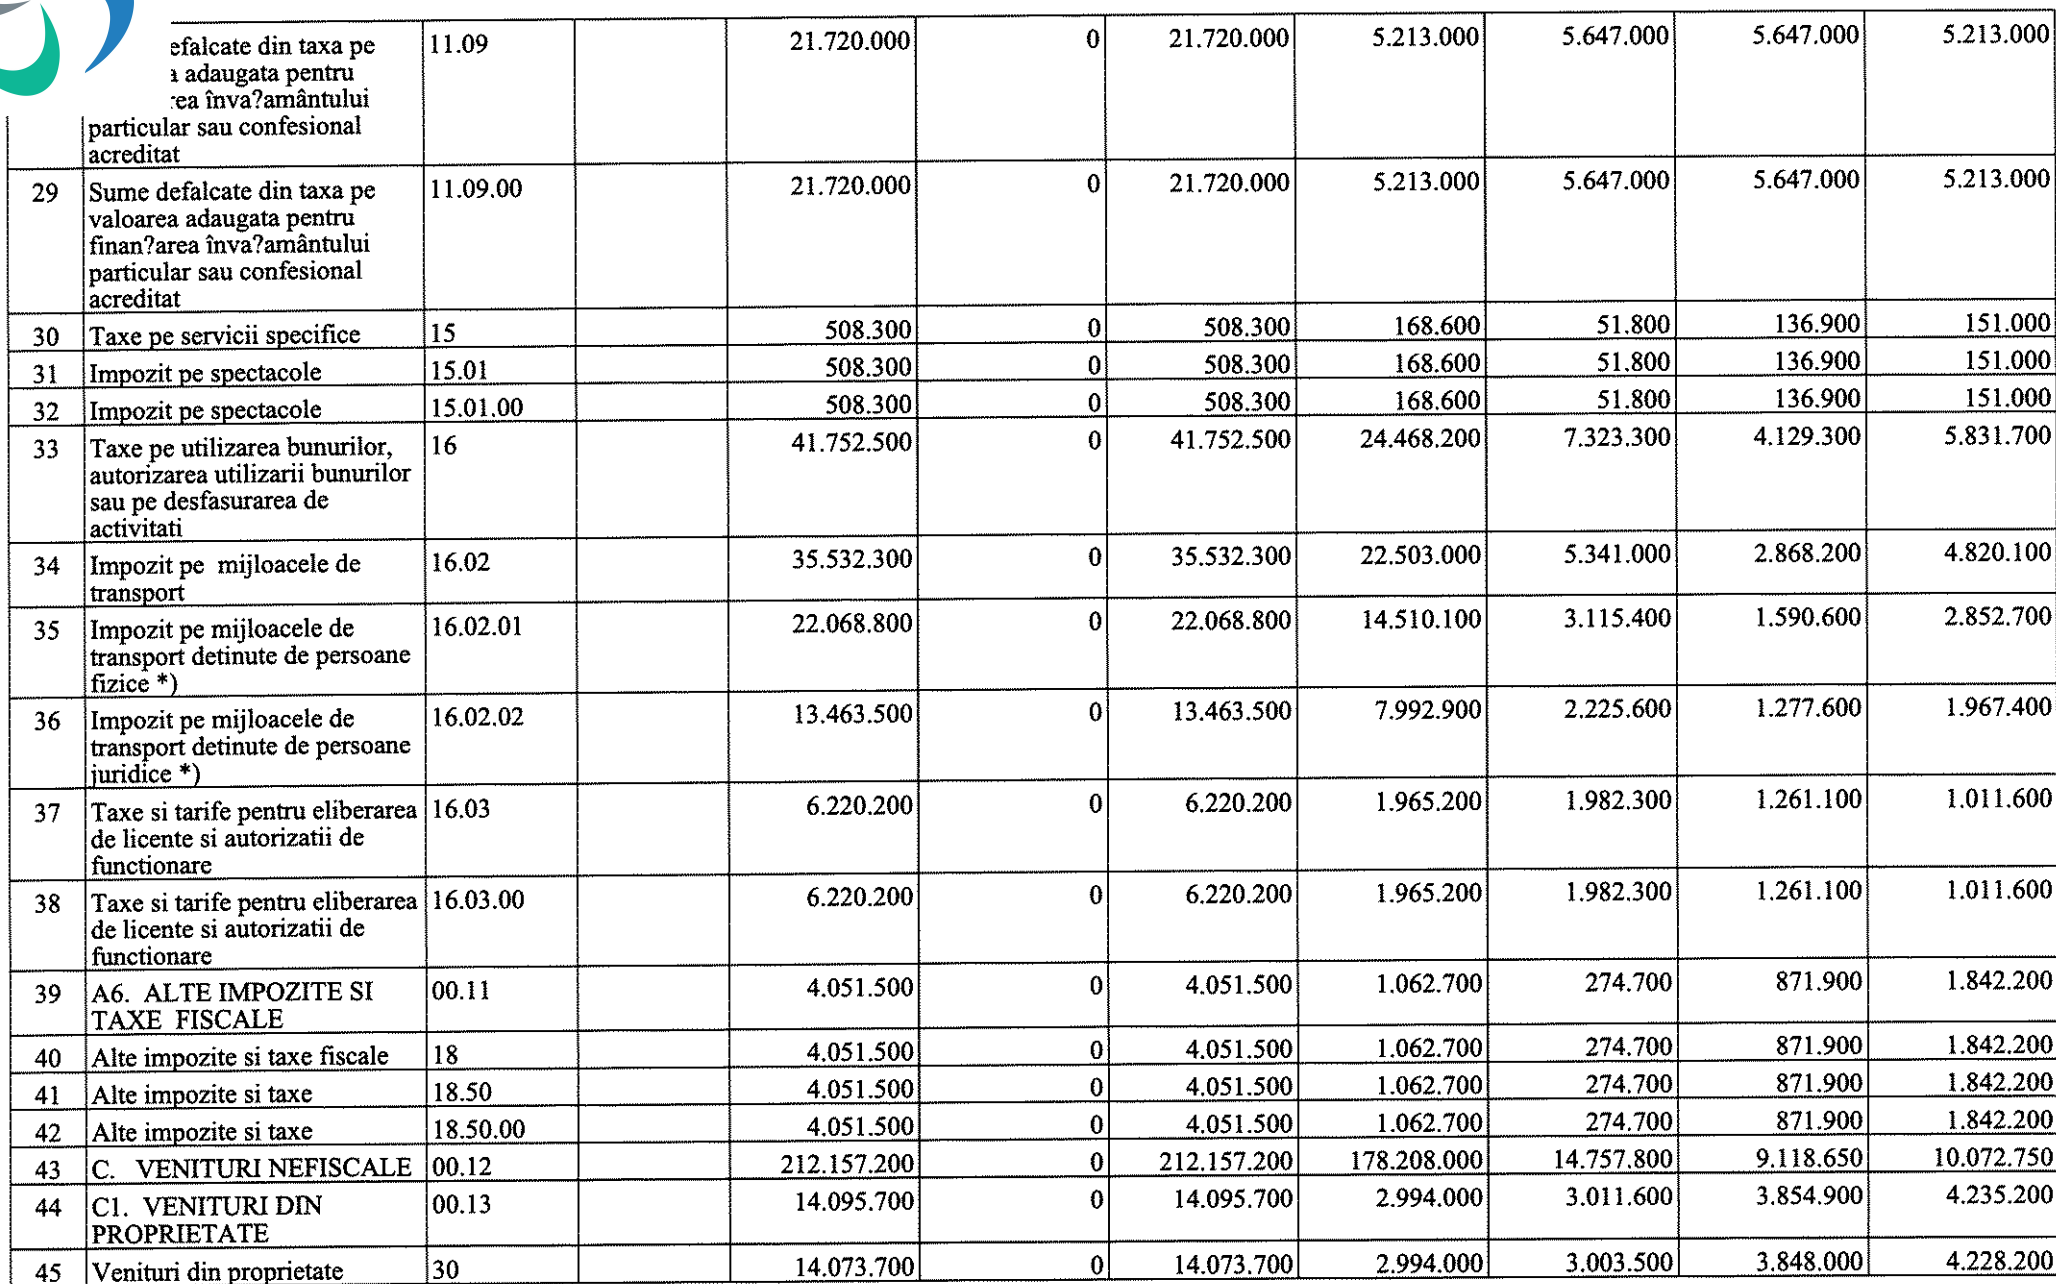 din taxa pe 11.09 21.720.000 0 21.720.000 5.213.000 5.647.000 5.647.000 5.213.000
adaugata pentru
înva?amântului
particular sau confesional
acreditat
29 Sume defalcate din taxa pe 11.09.00 21.720.000 0 21.720.000 5.213.000 5.647.000 5.647.000 5.213.000
valoarea adaugata pentru
finan?area înva?amântului
particular sau confesional
acreditat
30 Taxe pe servicii specifice 15 508.300 0 508.300 168.600 51.800 136.900 151.000
31 Impozit pe spectacole 15.01 508.300 0 508.300 168.600 51.800 136.900 151.000
32 Impozit pe spectacole 15.01.00 508.300 0 508.300 168.600 51.800 136.900 151.000
33 Taxe pe utilizarea bunurilor, 16 41.752.500 0 41.752.500 24.468.200 7.323.300 4.129.300 5.831.700
autorizarea utilizarii bunurilor
sau pe desfasurarea de
activitati
34 Impozit pe mijloacele de 16.02 35.532.300 0 35.532.300 22.503.000 5.341.000 2.868.200 4.820.100
transport
35 Impozit pe mijloacele de 16.02.01 22.068.800 0 22.068.800 14.510.100 3.115.400 1.590.600 2.852.700
transport detinute de persoane
fizice *)
36 Impozit pe mijloacele de 16.02.02 13.463.500 0 13.463.500 7.992.900 2.225.600 1.277.600 1.967.400
transport detinute de persoane
juridice *)
37 Taxe si tarife pentru eliberarea 16.03 6.220.200 0 6.220.200 1.965.200 1.982.300 1.261.100 1.011.600
de licente si autorizatii de
functionare
38 Taxe si tarife pentru eliberarea 16.03.00 6.220.200 0 6.220.200 1.965.200 1.982.300 1.261.100 1.011.600
de licente si autorizatii de
functionare
39 A6. ALTE IMPOZITE SI 00.11 4.051.500 0 4.051.500 1.062.700 274.700 871.900 1.842.200
TAXE FISCALE
40 Alte impozite si taxe fiscale 18 4.051.500 0 4.051.500 1.062.700 274.700 871.900 1.842.200
41 Alte impozite si taxe 18.50 4.051.500 0 4.051.500 1.062.700 274.700 871.900 1.842.200
42 Alte impozite si taxe 18.50.00 4.051.500 0 4.051.500 1.062.700 274.700 871.900 1.842.200
43 C. VENITURI NEFISCALE 00.12 212.157.200 0 212.157.200 178.208.000 14.757.800 9.118.650 10.072.750
44 C1. VENITURI DIN 00.13 14.095.700 0 14.095.700 2.994.000 3.011.600 3.854.900 4.235.200
PROPRIETATE
45 Venituri din proprietate 30 14.073.700 0 14.073.700 2.994.000 3.003.500 3.848.000 4.228.200